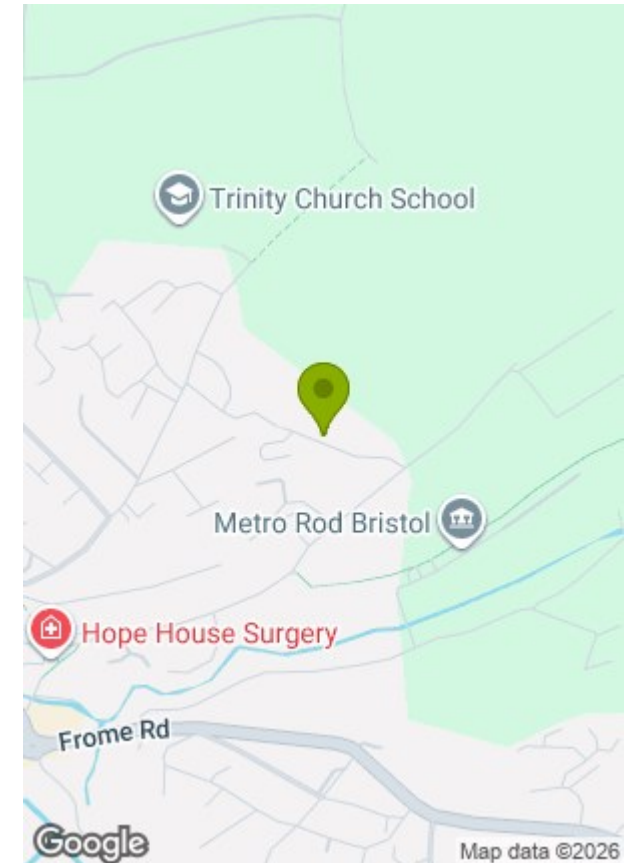 Trinity Church School
Metro Rod Bristol
Hope House Surgery
Frome Rd
Google
Map data ©2026